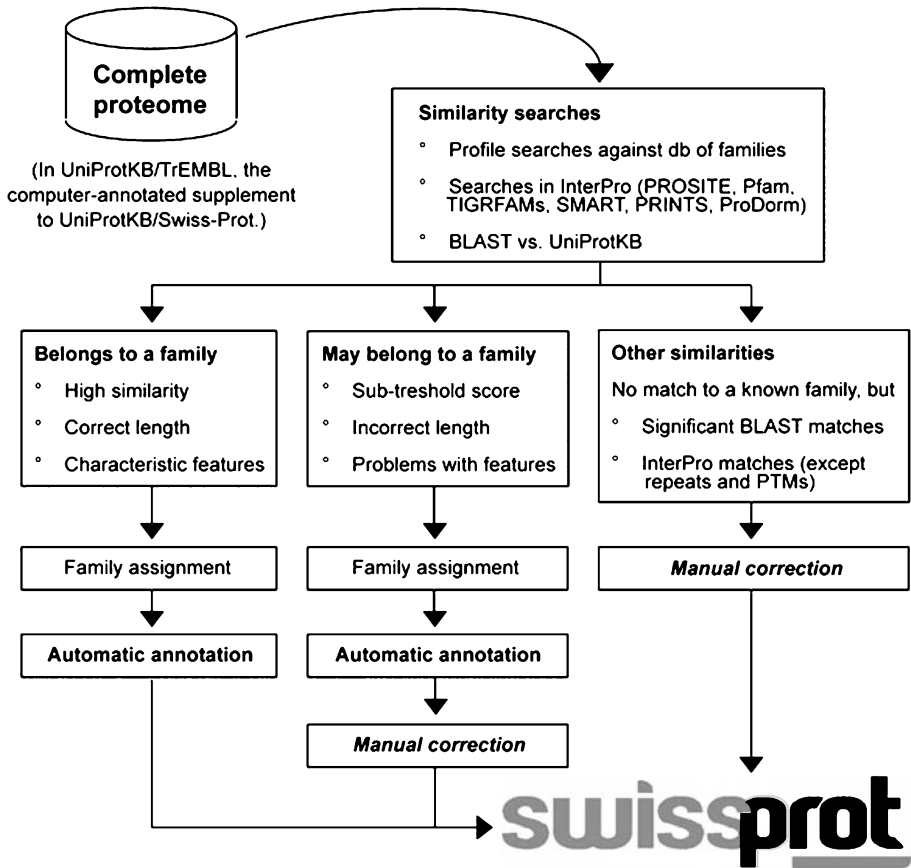 Complete
proteome
(In UniProtKB/TrEMBL, the
computer-annotated supplement
to UniProtKB/Swiss-Prot.)
Similarity searches
° Profile searches against db of families
° Searches in InterPro (PROSITE, Pfam,
TIGRFAMs, SMART, PRINTS, ProDorm)
° BLAST vs. UniProtKB
Belongs to a family
° High similarity
° Correct length
° Characteristic features
Family assignment
Automatic annotation
May belong to a family
° Sub-treshold score
° Incorrect length
° Problems with features
Family assignment
Automatic annotation
Manual correction
Other similarities
No match to a known family, but
° Significant BLAST matches
° InterPro matches (except
repeats and PTMs)
Manual correction
swissprot